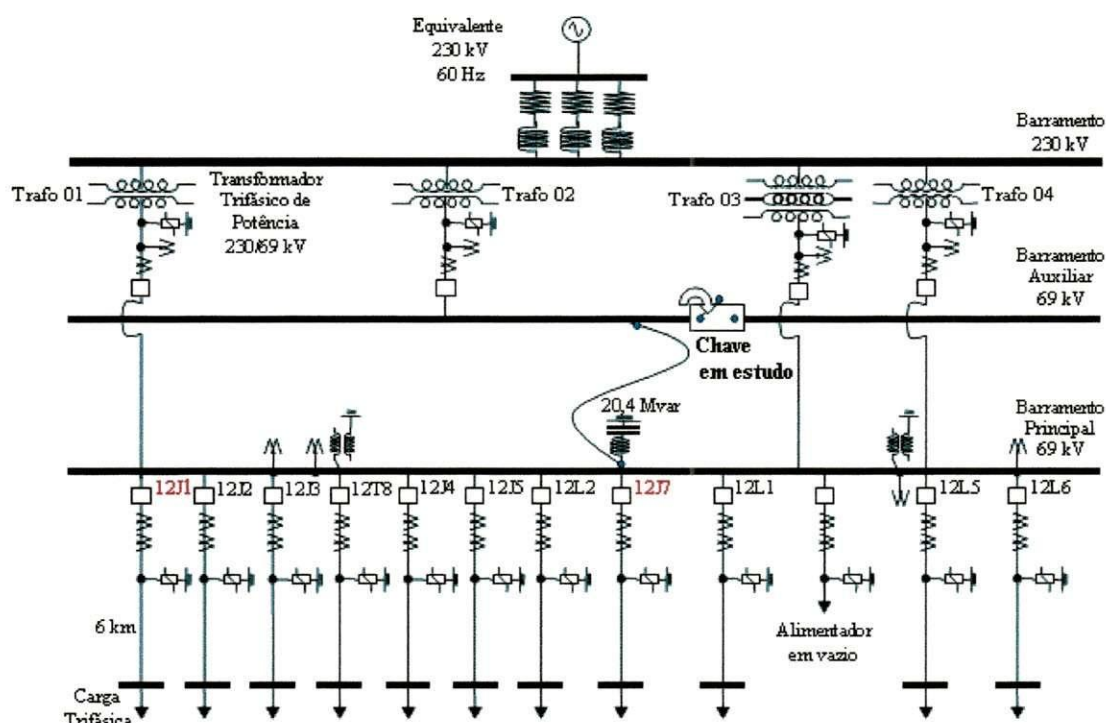 Equivalente
230 kV
60 Hz
Barramento
230 kV
Trafo 01
Transformador
Trifásico de
Potência
230/69 kV
Trafo 02
Trafo 03
Trafo 04
Barramento
Auxiliar
69 kV
Chave
em estudo
20,4 Mvar
Barramento
Principal
69 kV
12J1
12J2
12J3
12T8
12J4
12J5
12L2
12J7
12L1
12L5
12L6
6 km
Alimentador
em vazio
Carga
Trifásica